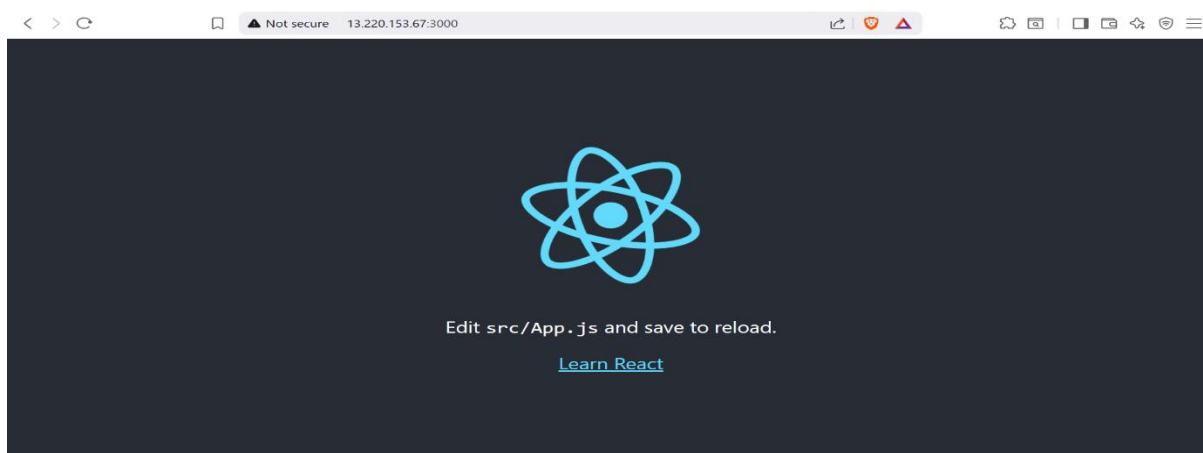 Not secure 13.220.153.67:3000
Edit src/App.js and save to reload.
Learn React